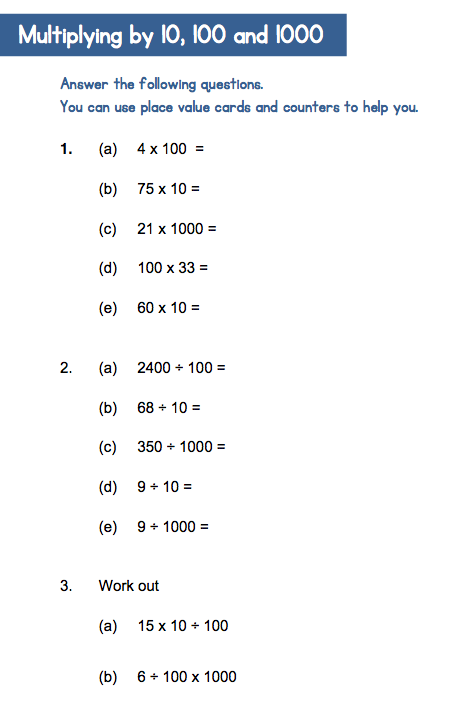 Multiplying by 10, 100 and 1000
Answer the following questions.
You can use place value cards and counters to help you.
1. (a) 4 x 100 =
(b) 75 x 10 =
(c) 21 x 1000 =
(d) 100 x 33 =
(e) 60 x 10 =
2. (a) 2400 ÷ 100 =
(b) 68 ÷ 10 =
(c) 350 ÷ 1000 =
(d) 9 ÷ 10 =
(e) 9 ÷ 1000 =
3. Work out
(a) 15 x 10 ÷ 100
(b) 6 ÷ 100 x 1000